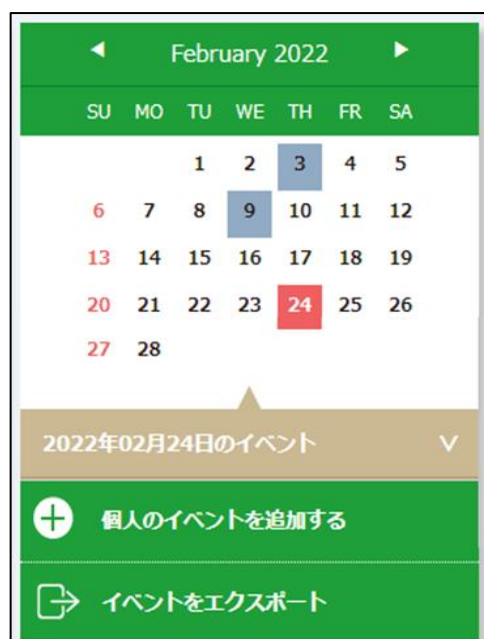 February 2022
SU MO TU WE TH FR SA
1 2 3 4 5
6 7 8 9 10 11 12
13 14 15 16 17 18 19
20 21 22 23 24 25 26
27 28
2022年02月24日のイベント
個人のイベントを追加する
イベントをエクスポート